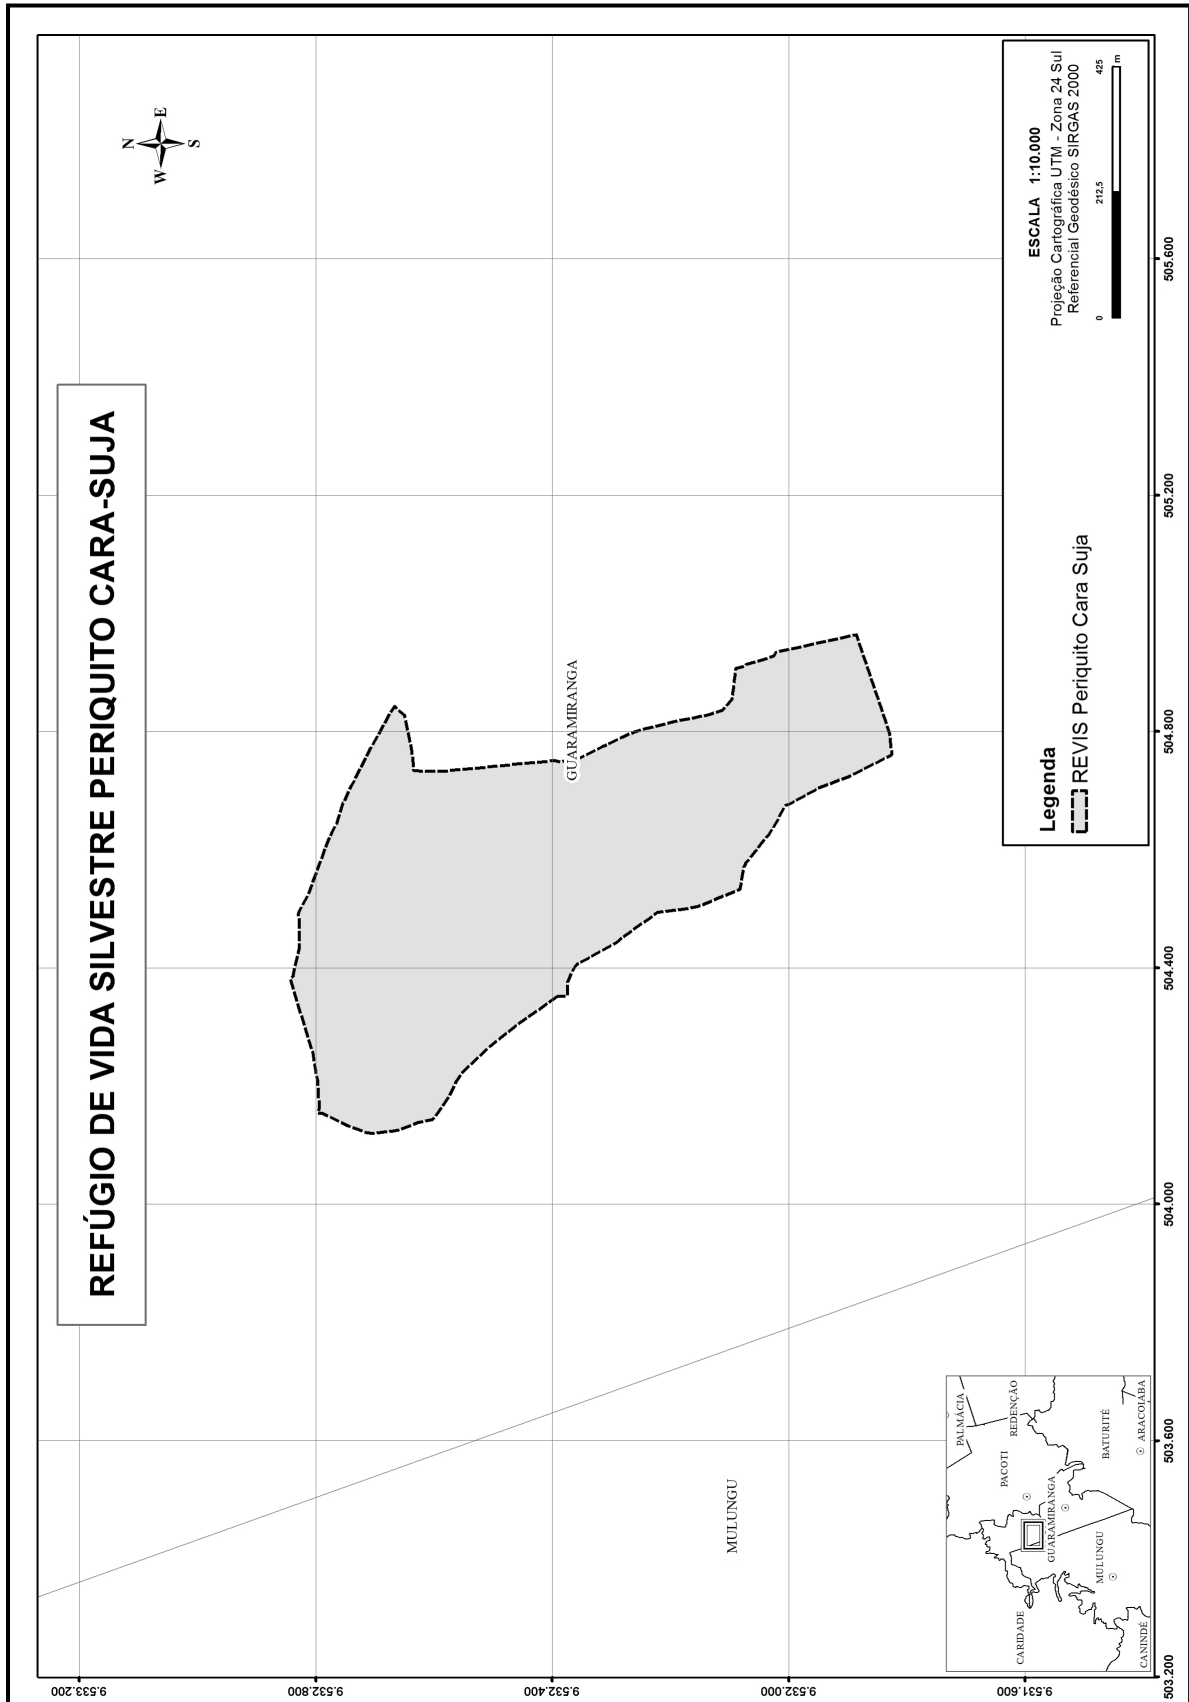 REFÚGIO DE VIDA SILVESTRE PERIQUITO CARA-SUJA
N
W
E
S
GUARAMIRANGA
MULUNGU
9.533.200
9.532.800
9.532.400
9.532.000
9.531.600
503.200
503.600
504.000
504.400
504.800
505.200
505.600
PALMÁCIA
REDENÇÃO
PACOTI
ARACOIABA
BATURITÉ
GUARAMIRANGA
MULUNGU
CARIDADE
CANINDÉ
Legenda
REVIS Periquito Cara Suja
ESCALA 1:10.000
Projeção Cartográfica UTM - Zona 24 Sul
Referencial Geodésico SIRGAS 2000
0
212,5
425
m